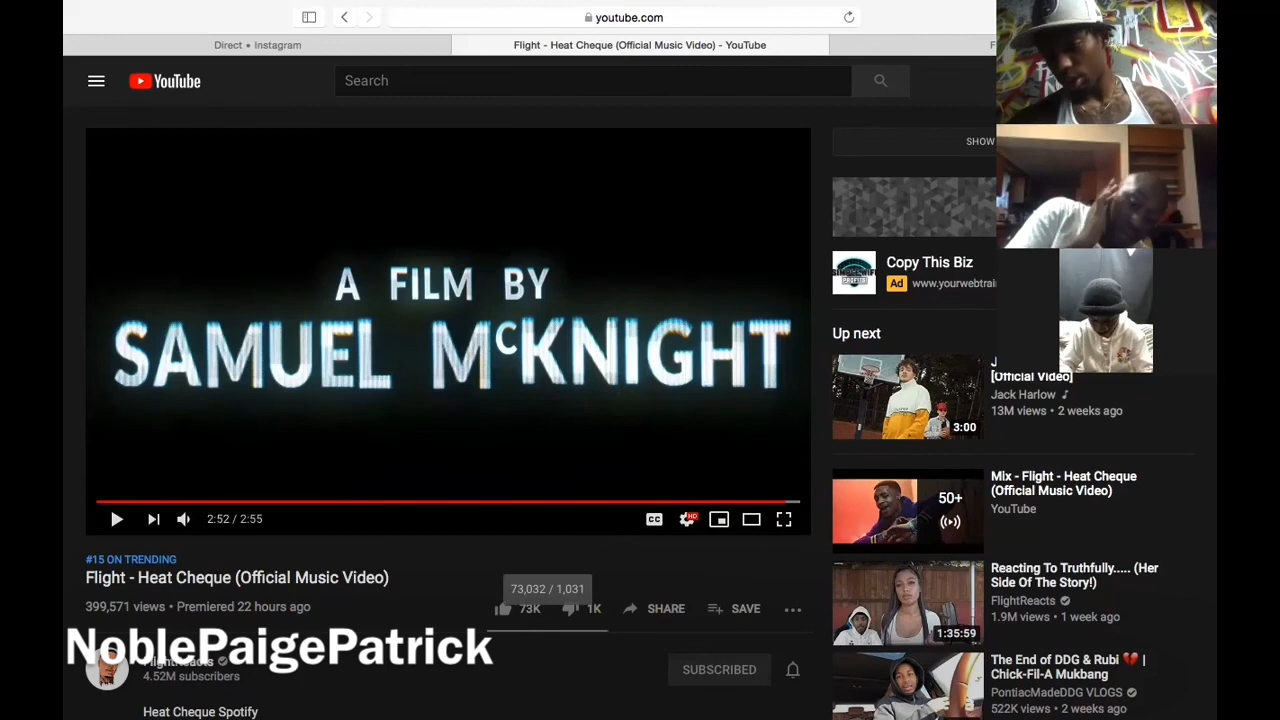 youtube.com
Direct • Instagram
Flight - Heat Cheque (Official Music Video) - YouTube
F
YouTube
Search
SHOW
A FILM BY
SAMUEL McKNIGHT
Copy This Biz
Ad www.yourwebtrai
Up next
[Official Video]
Jack Harlow
13M views • 2 weeks ago
3:00
Mix - Flight - Heat Cheque
(Official Music Video)
YouTube
50+
2:52 / 2:55
CC
HD
#15 ON TRENDING
Flight - Heat Cheque (Official Music Video)
399,571 views • Premiered 22 hours ago
73,032 / 1,031
73K
1K
SHARE
SAVE
Reacting To Truthfully..... (Her
Side Of The Story!)
FlightReacts
1.9M views • 1 week ago
1:35:59
NoblePaigePatrick
FlightReacts
4.52M subscribers
SUBSCRIBED
The End of DDG & Rubi 💔 |
Chick-Fil-A Mukbang
PontiacMadeDDG VLOGS
522K views • 2 weeks ago
Heat Cheque Spotify